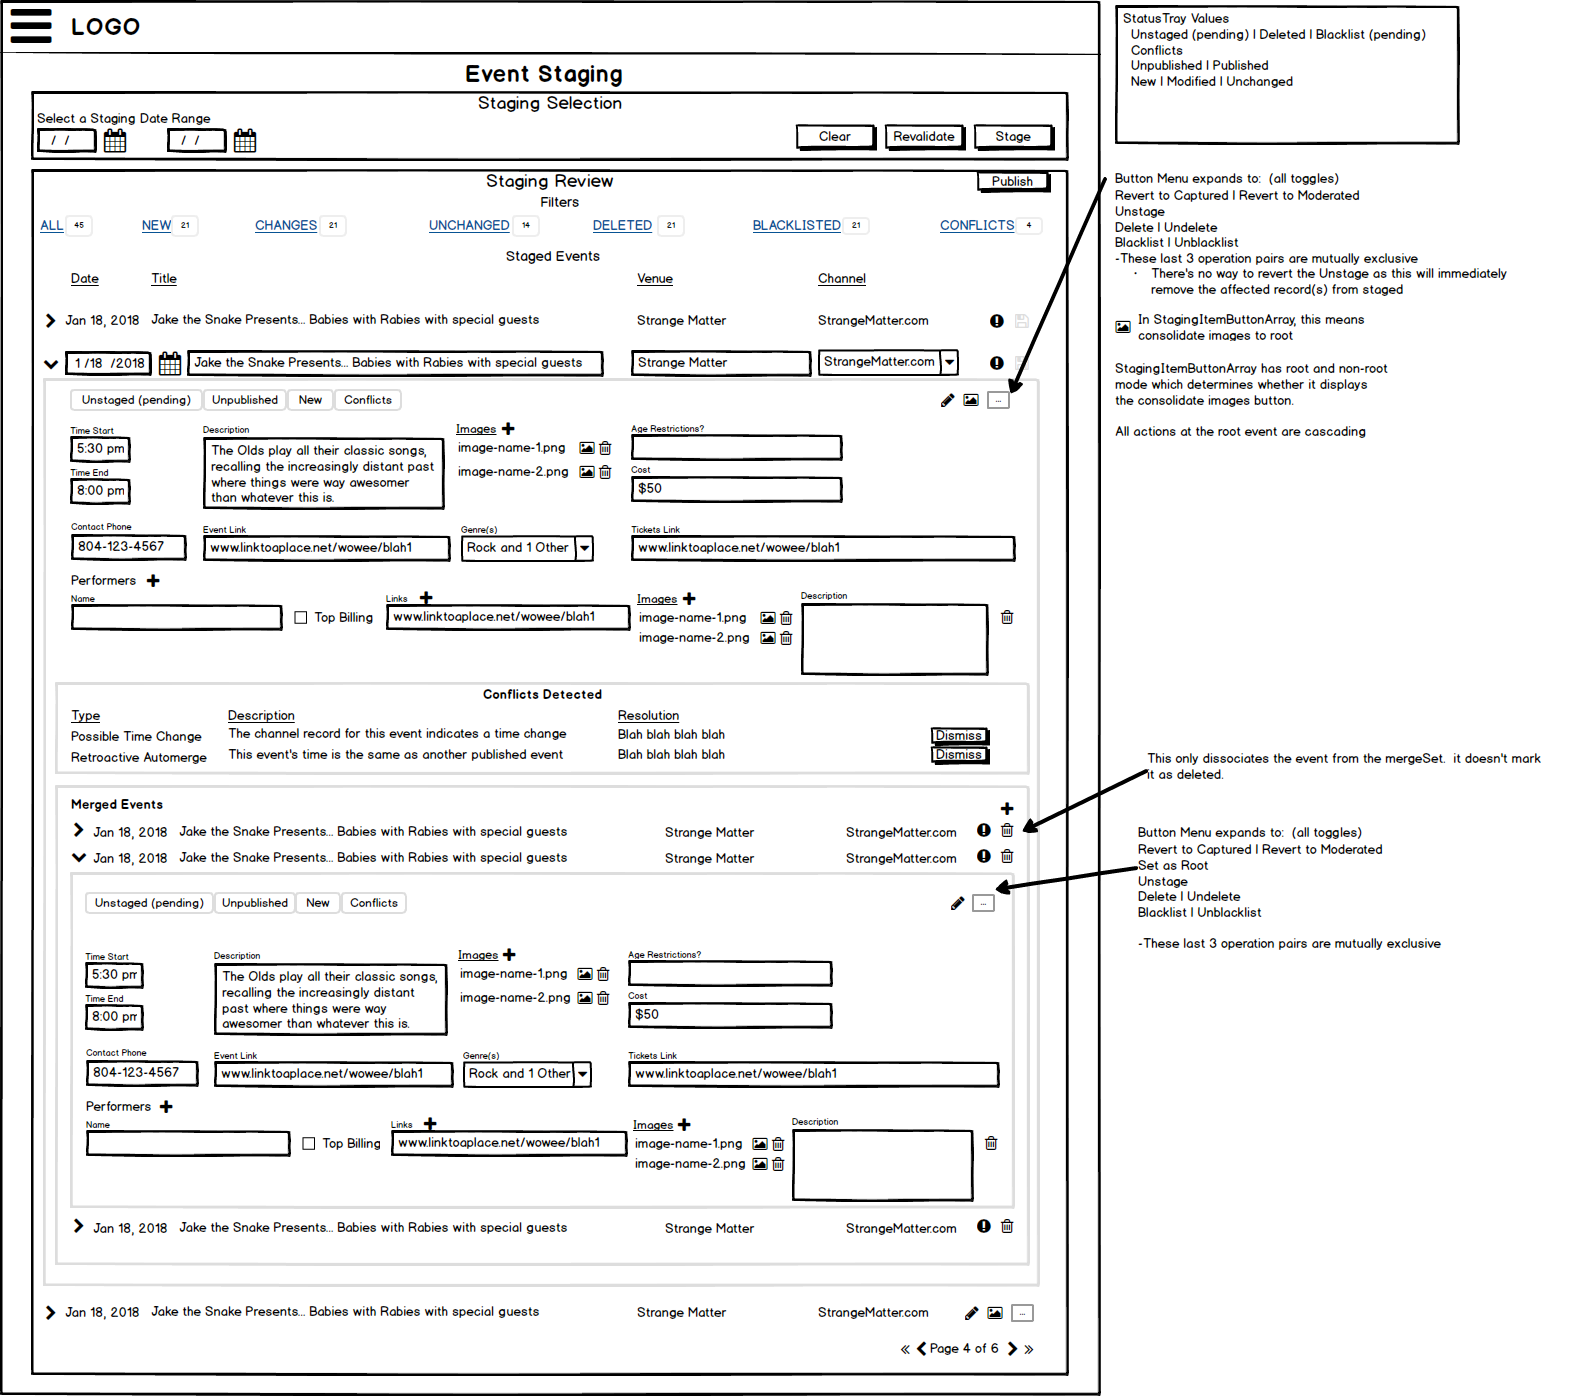 LOGO
Event Staging
Staging Selection
Select a Staging Date Range
/ /
/ /
Clear
Revalidate
Stage
Staging Review
Publish
Filters
ALL 45
NEW 21
CHANGES 21
UNCHANGED 14
DELETED 21
BLACKLISTED 21
CONFLICTS 4
Staged Events
Date Title Venue Channel
Jan 18, 2018 Jake the Snake Presents... Babies with Rabies with special guests Strange Matter StrangeMatter.com
1 /18 /2018 Jake the Snake Presents... Babies with Rabies with special guests Strange Matter StrangeMatter.com
Unstaged (pending) Unpublished New Conflicts
...
Time Start
5:30 pm
Time End
8:00 pm
Description
The Olds play all their classic songs,
recalling the increasingly distant past
where things were way awesomer
than whatever this is.
Images
image-name-1.png
image-name-2.png
Age Restrictions?
Cost
$50
Contact Phone
804-123-4567
Event Link
www.linktoaplace.net/wowee/blah1
Genre(s)
Rock and 1 Other
Tickets Link
www.linktoaplace.net/wowee/blah1
Performers
Name
Top Billing
Links
www.linktoaplace.net/wowee/blah1
Images
image-name-1.png
image-name-2.png
Description
Conflicts Detected
Type Description Resolution
Possible Time Change The channel record for this event indicates a time change Blah blah blah blah Dismiss
Retroactive Automerge This event's time is the same as another published event Blah blah blah blah Dismiss
Merged Events
Jan 18, 2018 Jake the Snake Presents... Babies with Rabies with special guests Strange Matter StrangeMatter.com
Jan 18, 2018 Jake the Snake Presents... Babies with Rabies with special guests Strange Matter StrangeMatter.com
Unstaged (pending) Unpublished New Conflicts
...
Time Start
5:30 pm
Time End
8:00 pm
Description
The Olds play all their classic songs,
recalling the increasingly distant
past where things were way
awesomer than whatever this is.
Images
image-name-1.png
image-name-2.png
Age Restrictions?
Cost
$50
Contact Phone
804-123-4567
Event Link
www.linktoaplace.net/wowee/blah1
Genre(s)
Rock and 1 Other
Tickets Link
www.linktoaplace.net/wowee/blah1
Performers
Name
Top Billing
Links
www.linktoaplace.net/wowee/blah1
Images
image-name-1.png
image-name-2.png
Description
Jan 18, 2018 Jake the Snake Presents... Babies with Rabies with special guests Strange Matter StrangeMatter.com
Jan 18, 2018 Jake the Snake Presents... Babies with Rabies with special guests Strange Matter StrangeMatter.com
...
« Page 4 of 6 »
StatusTray Values
Unstaged (pending) | Deleted | Blacklist (pending)
Conflicts
Unpublished | Published
New | Modified | Unchanged
Button Menu expands to: (all toggles)
Revert to Captured | Revert to Moderated
Unstage
Delete | Undelete
Blacklist | Unblacklist
-These last 3 operation pairs are mutually exclusive
· There's no way to revert the Unstage as this will immediately
remove the affected record(s) from staged
In StagingItemButtonArray, this means
consolidate images to root
StagingItemButtonArray has root and non-root
mode which determines whether it displays
the consolidate images button.
All actions at the root event are cascading
This only dissociates the event from the mergeSet. it doesn't mark
it as deleted.
Button Menu expands to: (all toggles)
Revert to Captured | Revert to Moderated
Set as Root
Unstage
Delete | Undelete
Blacklist | Unblacklist
-These last 3 operation pairs are mutually exclusive